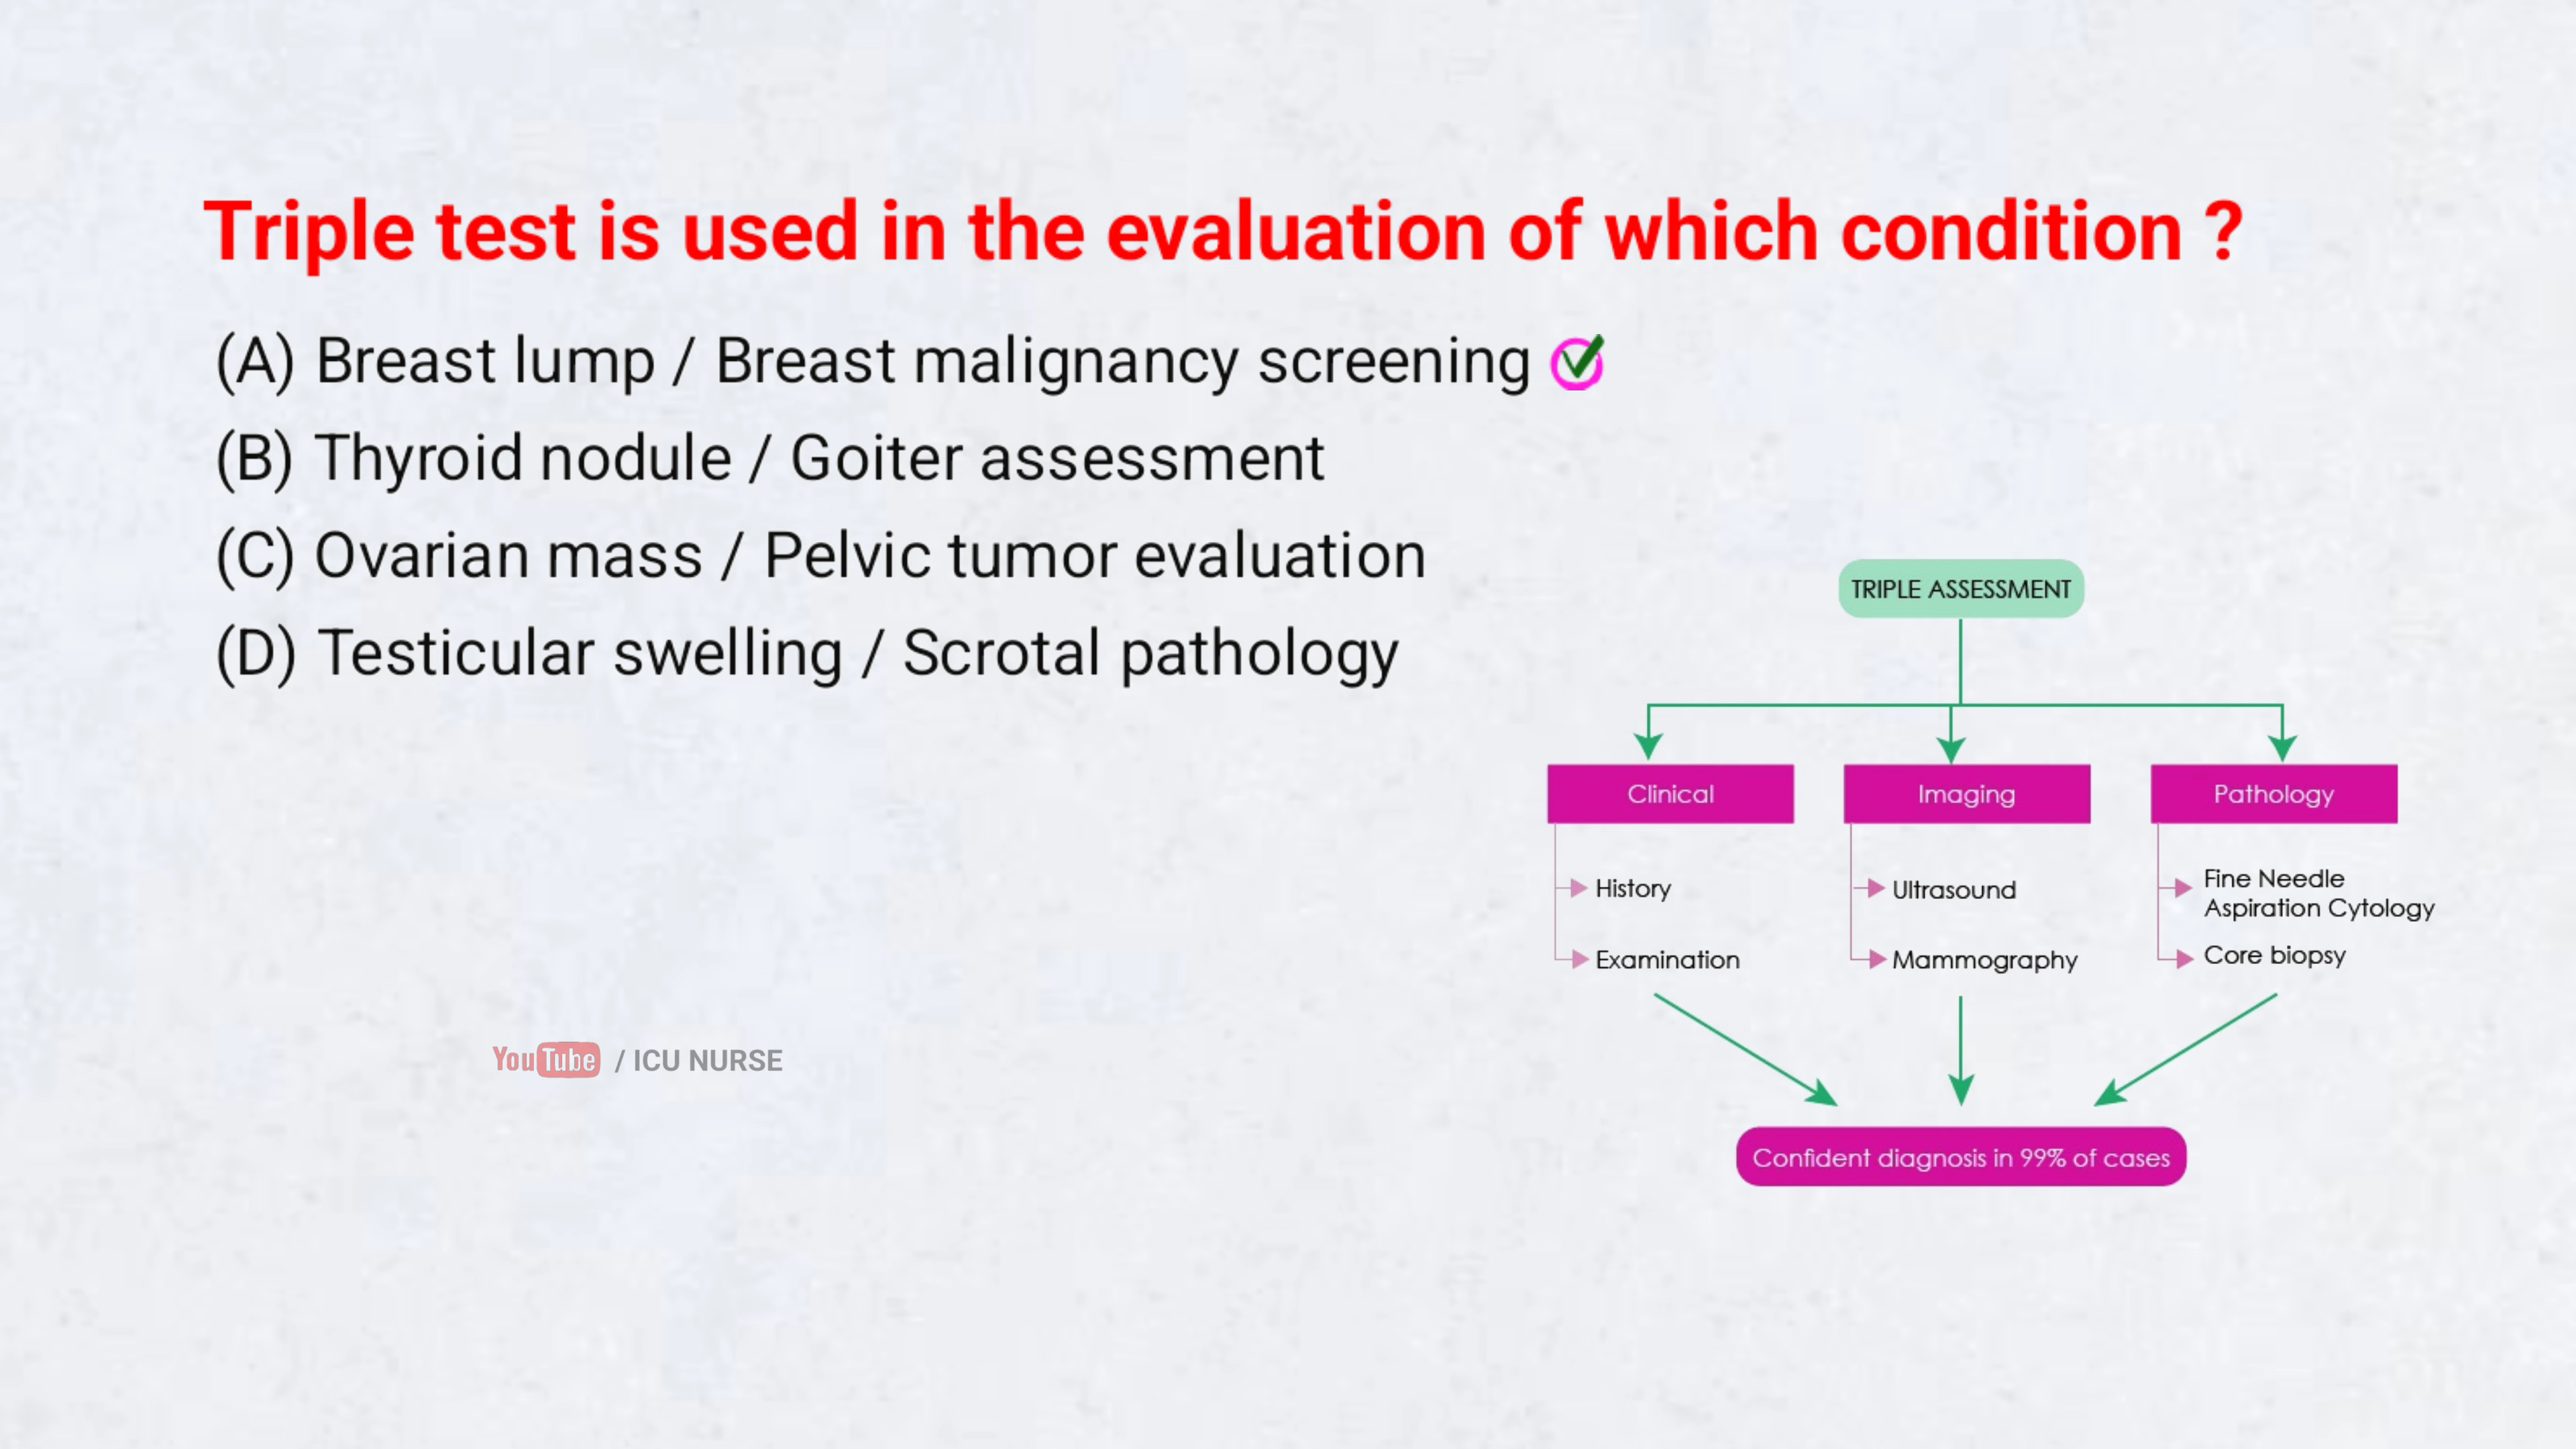 Triple test is used in the evaluation of which condition ?
(A) Breast lump / Breast malignancy screening
(B) Thyroid nodule / Goiter assessment
(C) Ovarian mass / Pelvic tumor evaluation
(D) Testicular swelling / Scrotal pathology
TRIPLE ASSESSMENT
Clinical
History
Examination
Imaging
Ultrasound
Mammography
Pathology
Fine Needle
Aspiration Cytology
Core biopsy
Confident diagnosis in 99% of cases
YouTube / ICU NURSE